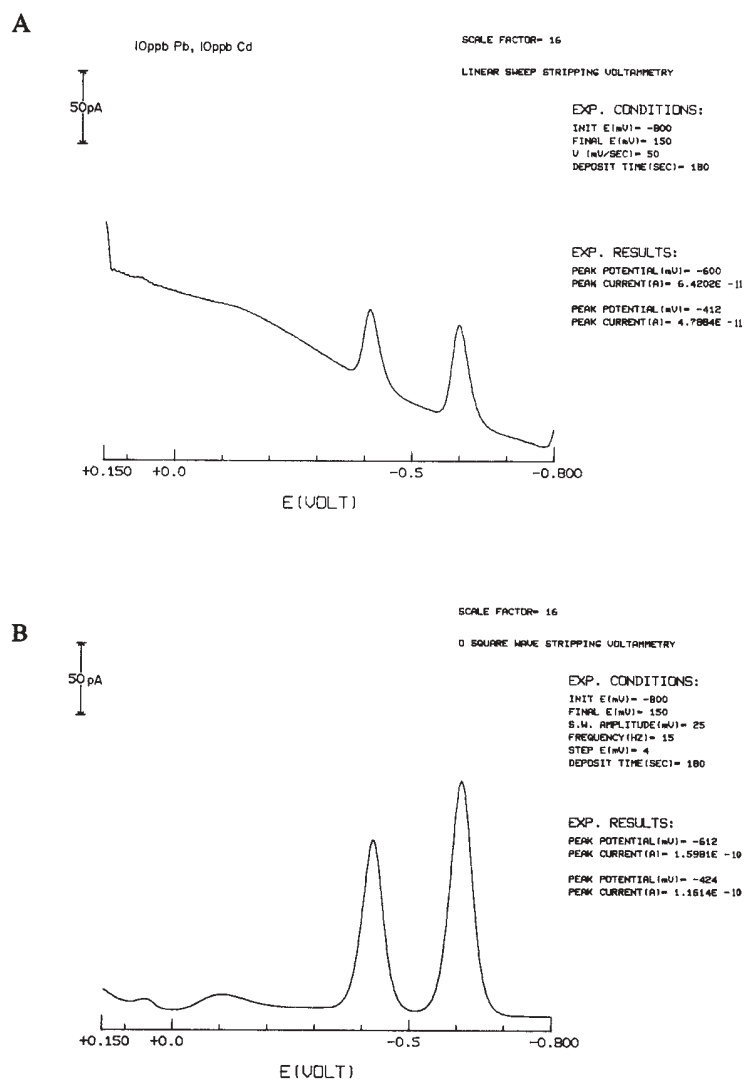 A
10ppb Pb, 10ppb Cd
SCALE FACTOR= 16
LINEAR SWEEP STRIPPING VOLTAMMETRY
50pA
EXP. CONDITIONS:
INIT E(mV)= -800
FINAL E(mV)= 150
V (mV/SEC)= 50
DEPOSIT TIME(SEC)= 180
EXP. RESULTS:
PEAK POTENTIAL(mV)= -600
PEAK CURRENT(A)= 6.4202E -11
PEAK POTENTIAL(mV)= -412
PEAK CURRENT(A)= 4.7884E -11
+0.150 +0.0 -0.5 -0.800
E(VOLT)
B
SCALE FACTOR= 16
O SQUARE WAVE STRIPPING VOLTAMMETRY
50 pA
EXP. CONDITIONS:
INIT E(mV)= -800
FINAL E(mV)= 150
S.W. AMPLITUDE(mV)= 25
FREQUENCY(HZ)= 15
STEP E(mV)= 4
DEPOSIT TIME(SEC)= 180
EXP. RESULTS:
PEAK POTENTIAL(mV)= -612
PEAK CURRENT(A)= 1.5981E -10
PEAK POTENTIAL(mV)= -424
PEAK CURRENT(A)= 1.1614E -10
+0.150 +0.0 -0.5 -0.800
E(VOLT)